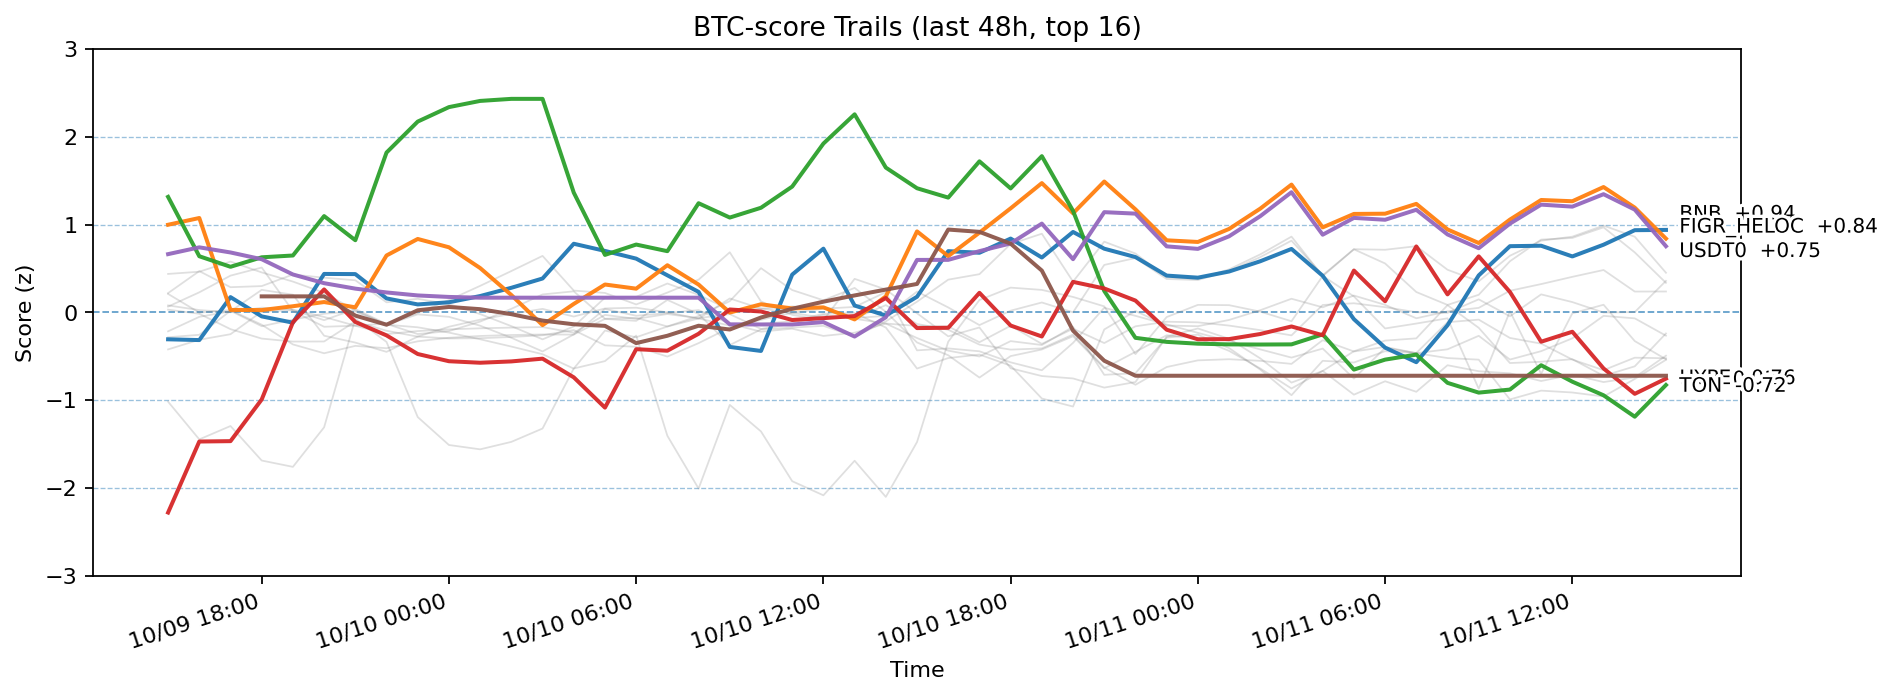 BTC-score Trails (last 48h, top 16)
Score (z)
3
2
1
0
−1
−2
−3
BNB +0.94
FIGR_HELOC +0.84
USDT0 +0.75
TON -0.72
10/09 18:00
10/10 00:00
10/10 06:00
10/10 12:00
10/10 18:00
10/11 00:00
10/11 06:00
10/11 12:00
Time